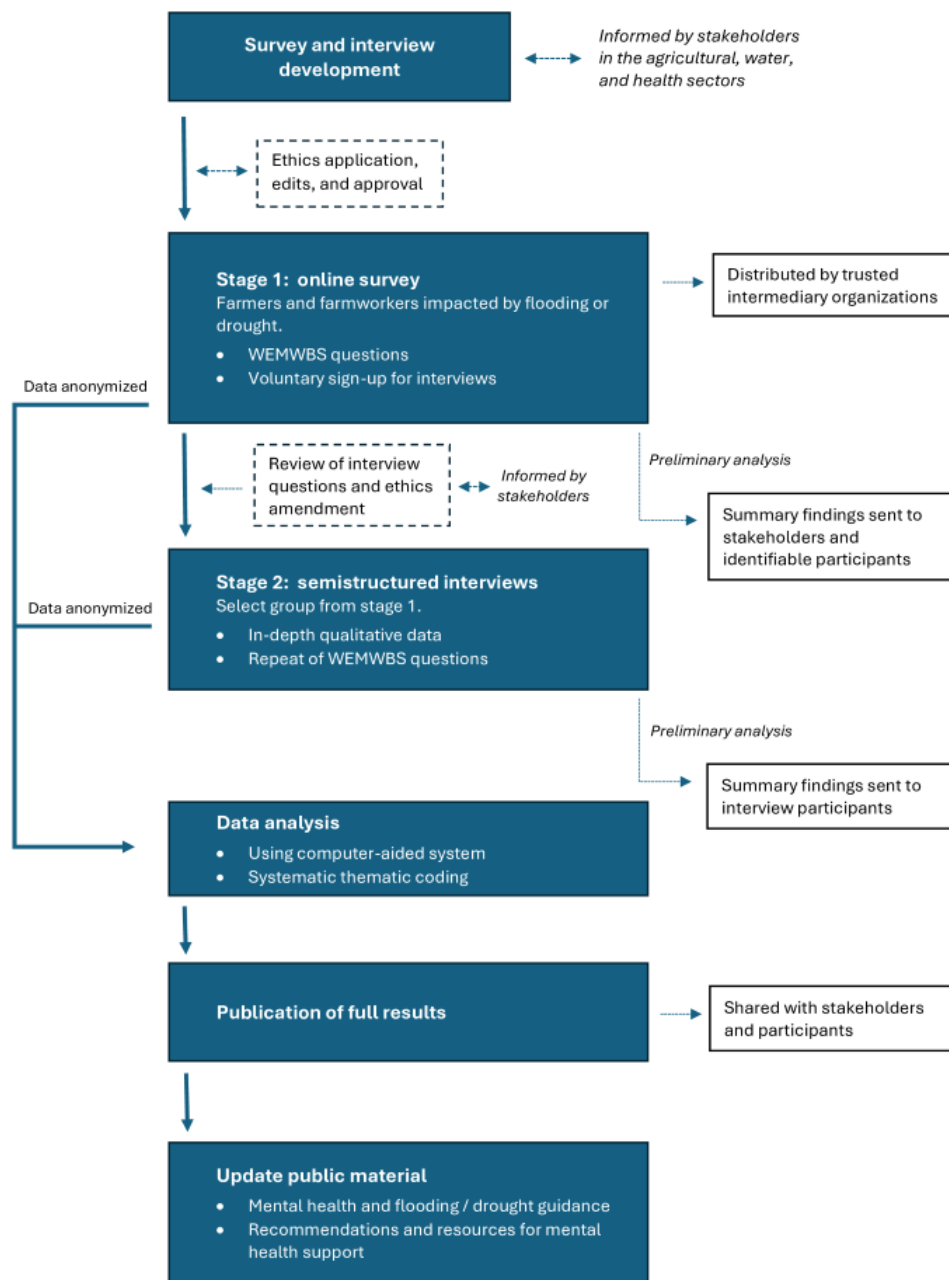 Survey and interview
development
Informed by stakeholders
in the agricultural, water,
and health sectors
Ethics application,
edits, and approval
Stage 1:  online survey
Farmers and farmworkers impacted by flooding or
drought.
• WEMWBS questions
• Voluntary sign-up for interviews
Distributed by trusted
intermediary organizations
Data anonymized
Review of interview
questions and ethics
amendment
Informed by
stakeholders
Preliminary analysis
Summary findings sent to
stakeholders and
identifiable participants
Stage 2:  semistructured interviews
Select group from stage 1.
• In-depth qualitative data
• Repeat of WEMWBS questions
Data anonymized
Preliminary analysis
Summary findings sent to
interview participants
Data analysis
• Using computer-aided system
• Systematic thematic coding
Publication of full results
Shared with stakeholders
and participants
Update public material
• Mental health and flooding / drought guidance
• Recommendations and resources for mental
health support